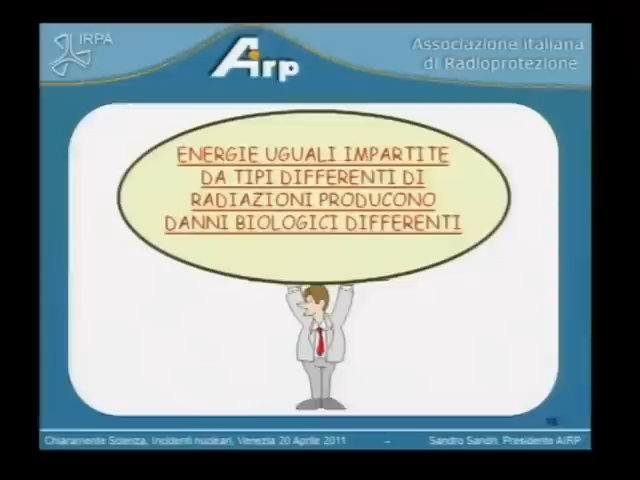 IRPA
Airp
Associazione italiana
di Radioprotezione
ENERGIE UGUALI IMPARTITE
DA TIPI DIFFERENTI DI
RADIAZIONI PRODUCONO
DANNI BIOLOGICI DIFFERENTI
Chiaramente Scienza, Incidenti nucleari, Venezia 20 Aprile 2011 – Sandro Sandri, Presidente AIRP